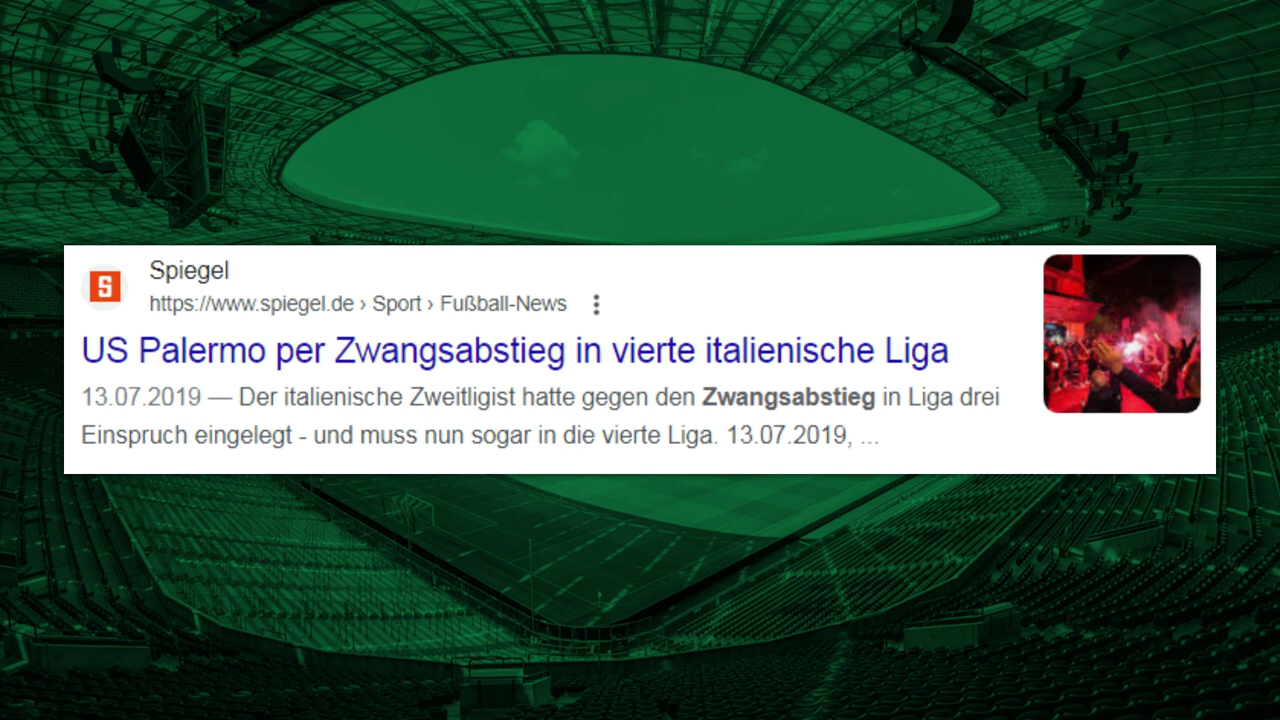 Spiegel
https://www.spiegel.de › Sport › Fußball-News
US Palermo per Zwangsabstieg in vierte italienische Liga
13.07.2019 — Der italienische Zweitligist hatte gegen den Zwangsabstieg in Liga drei
Einspruch eingelegt - und muss nun sogar in die vierte Liga. 13.07.2019, ...